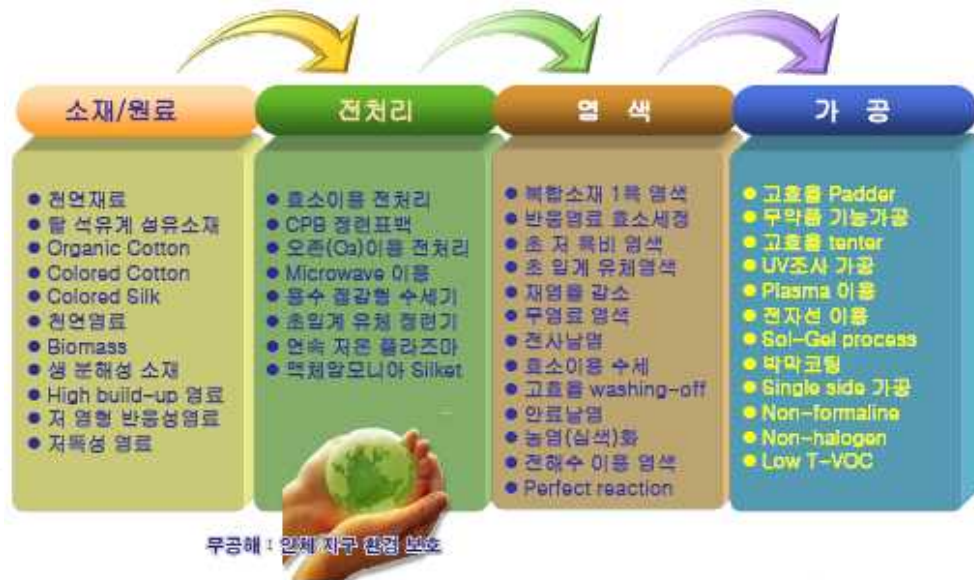 소재/원료
천연재료
탈 석유계 섬유소재
Organic Cotton
Colored Cotton
Colored Silk
천연염료
Biomass
생 분해성 소재
High build-up 염료
저 염형 반응성염료
저독성 염료
전처리
효소이용 전처리
CPB 정련표백
오존(O₃)이용 전처리
Microwave 이용
용수 절감형 수세기
초임계 유체 정련기
연속 저온 플라즈마
액체암모니아 Silket
염 색
복합소재 1욕 염색
반응염료 효소세정
초 저 욕비 염색
초 임계 유체염색
재염율 감소
무염료 염색
전사날염
효소이용 수세
고효율 washing-off
안료날염
농염(심색)화
전해수 이용 염색
Perfect reaction
가 공
고효율 Padder
무약품 기능가공
고효율 tenter
UV조사 가공
Plasma 이용
전자선 이용
Sol-Gel process
박막코팅
Single side 가공
Non-formaline
Non-halogen
Low T-VOC
무공해 : 인체 지구 환경 보호